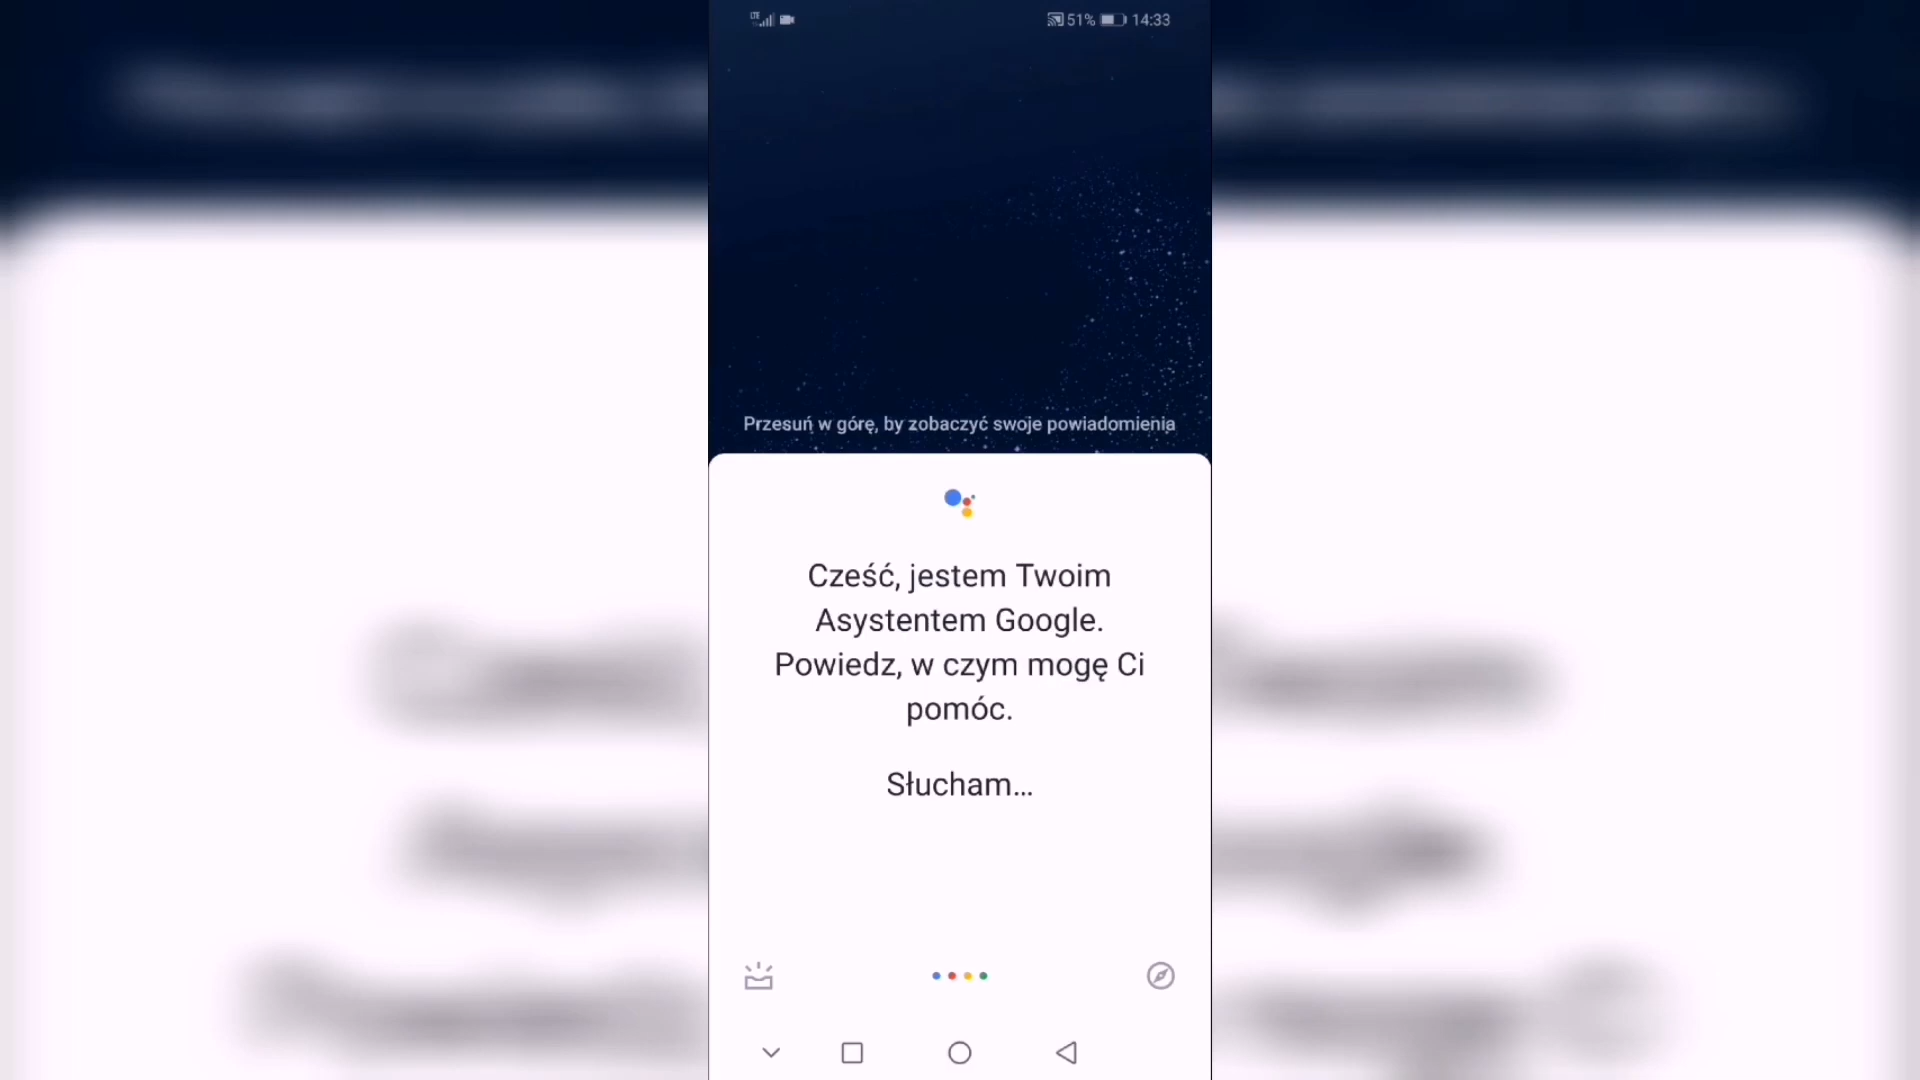 LTE 51% 14:33
Przesuń w górę, by zobaczyć swoje powiadomienia
Cześć, jestem Twoim
Asystentem Google.
Powiedz, w czym mogę Ci
pomóc.
Słucham...